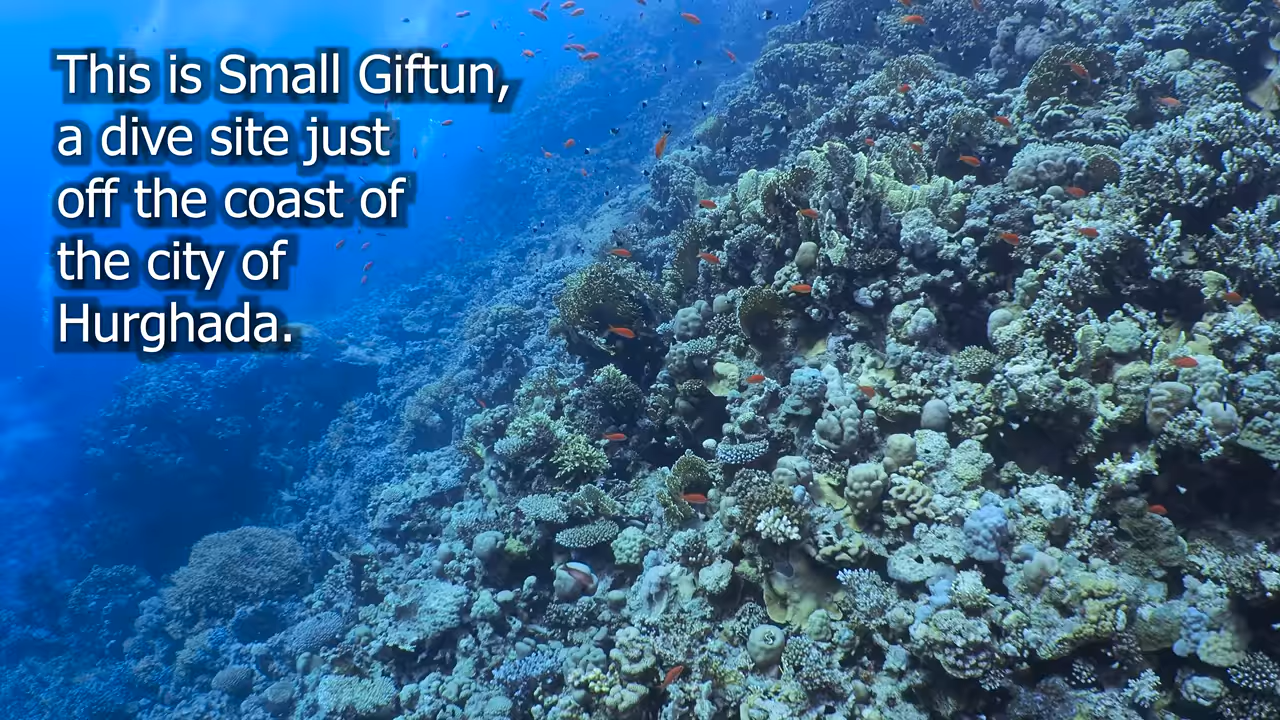 This is Small Giftun,
a dive site just
off the coast of
the city of
Hurghada.